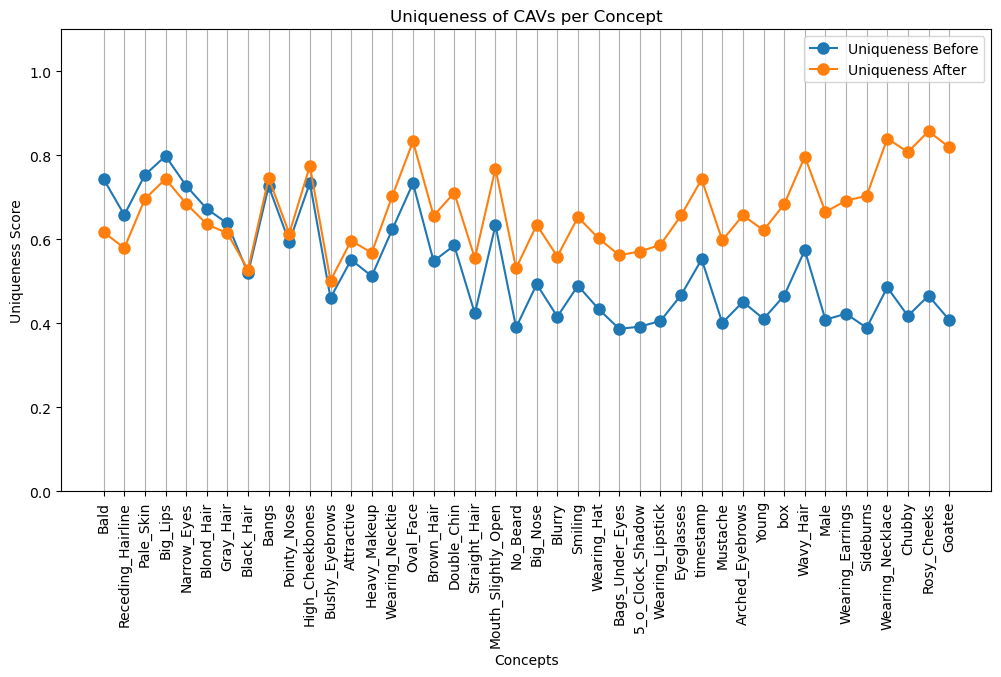 Uniqueness of CAVs per Concept
Uniqueness Before
Uniqueness After
1.0
0.8
0.6
0.4
0.2
0.0
Uniqueness Score
Bald
Receding_Hairline
Pale_Skin
Big_Lips
Narrow_Eyes
Blond_Hair
Gray_Hair
Black_Hair
Bangs
Pointy_Nose
High_Cheekbones
Bushy_Eyebrows
Attractive
Heavy_Makeup
Wearing_Necktie
Oval_Face
Brown_Hair
Double_Chin
Straight_Hair
Mouth_Slightly_Open
No_Beard
Big_Nose
Blurry
Smiling
Wearing_Hat
Bags_Under_Eyes
5_o_Clock_Shadow
Wearing_Lipstick
Eyeglasses
timestamp
Mustache
Arched_Eyebrows
Young
box
Wavy_Hair
Male
Wearing_Earrings
Sideburns
Wearing_Necklace
Chubby
Rosy_Cheeks
Goatee
Concepts